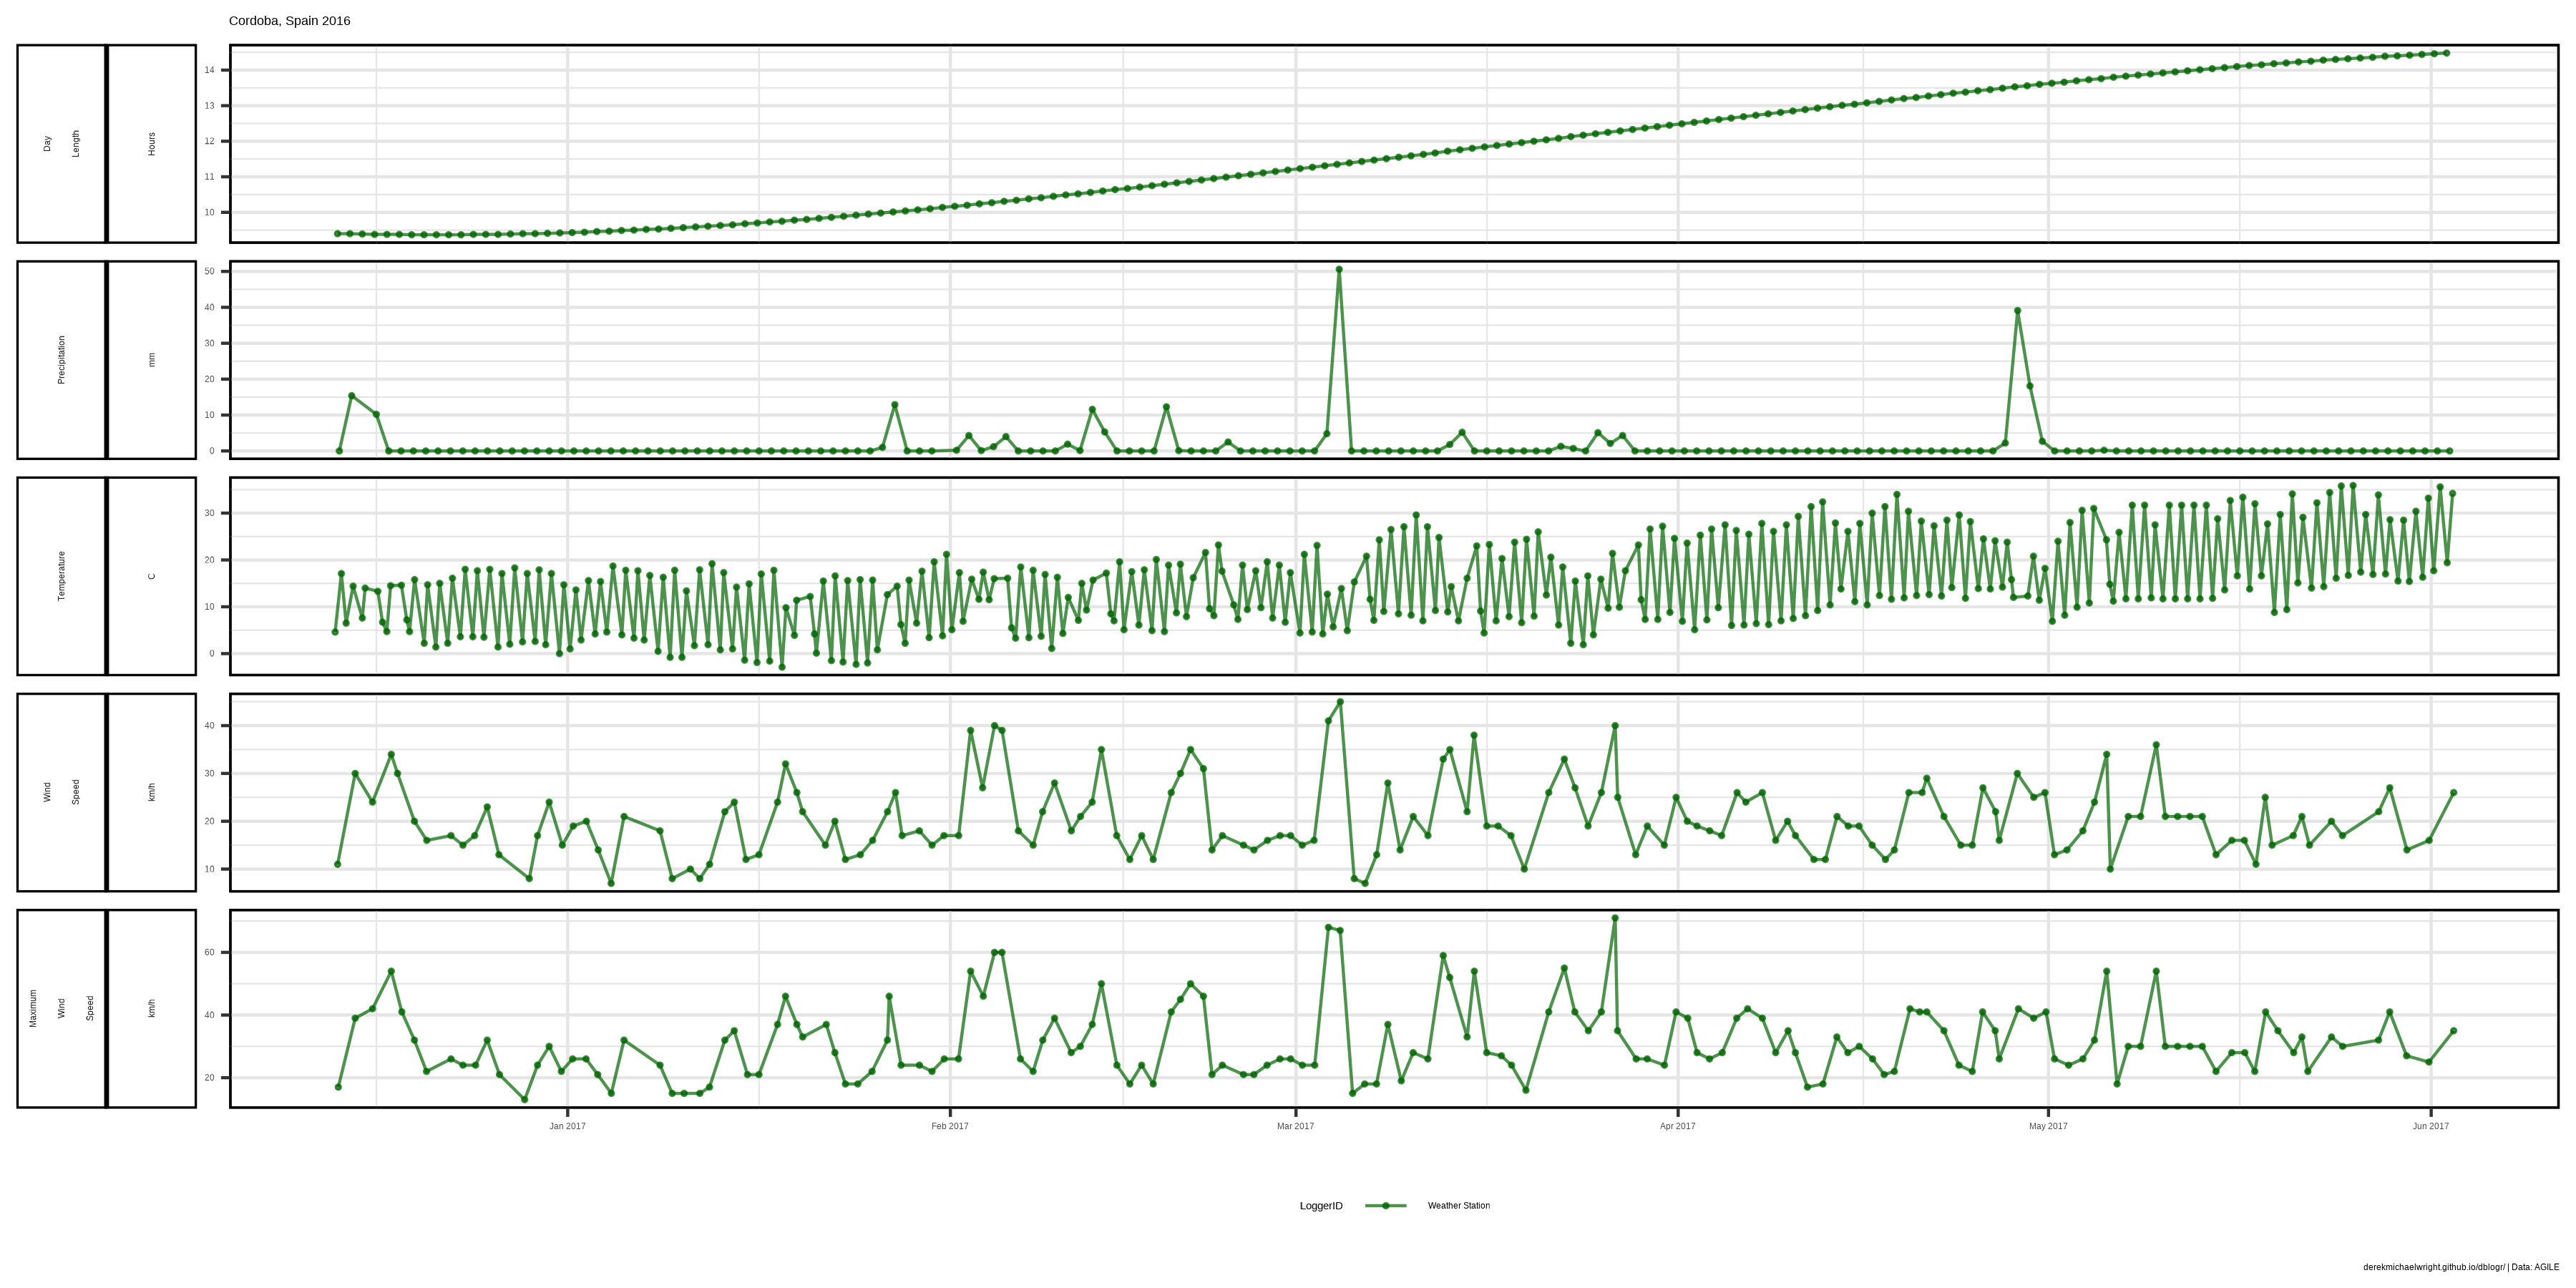 Cordoba, Spain 2016
Day
Length
Hours
14
13
12
11
10
Precipitation
mm
50
40
30
20
10
0
Temperature
C
30
20
10
0
Wind
Speed
km/h
40
30
20
10
Maximum
Wind
Speed
km/h
60
40
20
Jan 2017
Feb 2017
Mar 2017
Apr 2017
May 2017
Jun 2017
LoggerID
Weather Station
derekmichaelwright.github.io/dblogr/ | Data: AGILE